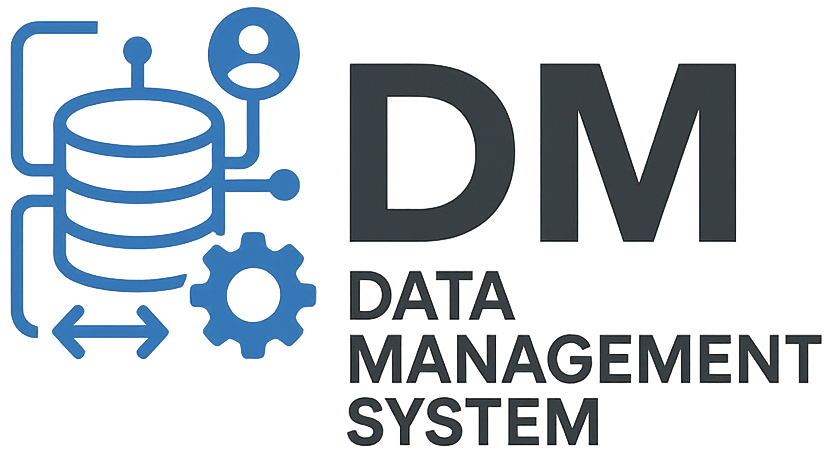 DM
DATA
MANAGEMENT
SYSTEM